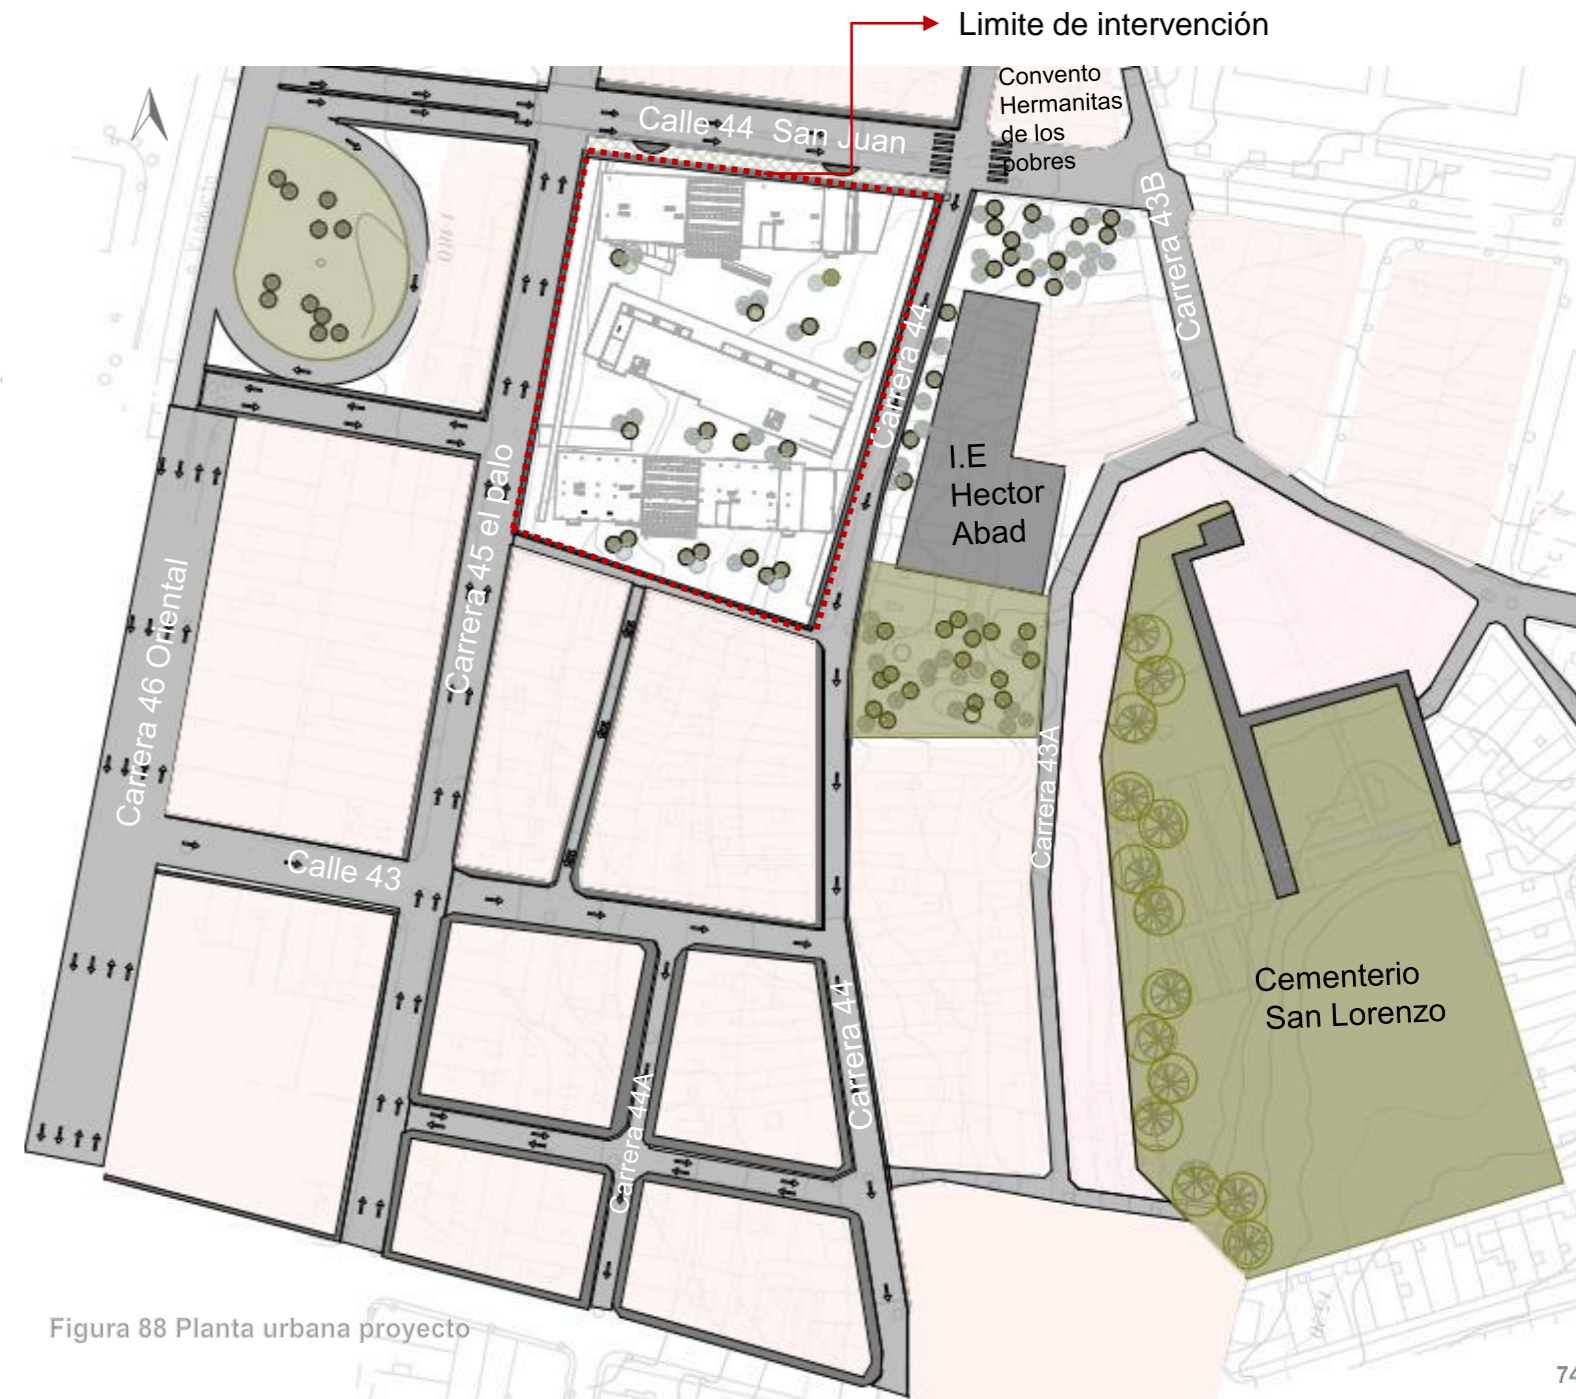 Limite de intervención
Convento
Hermanitas
de los
pobres
Calle 44 San Juan
Carrera 43B
Carrera 44
I.E
Hector
Abad
Carrera 45 el palo
Carrera 46 Oriental
Carrera 43A
Calle 43
Cementerio
San Lorenzo
Carrera 44
Carrera 44A
Figura 88 Planta urbana proyecto
74